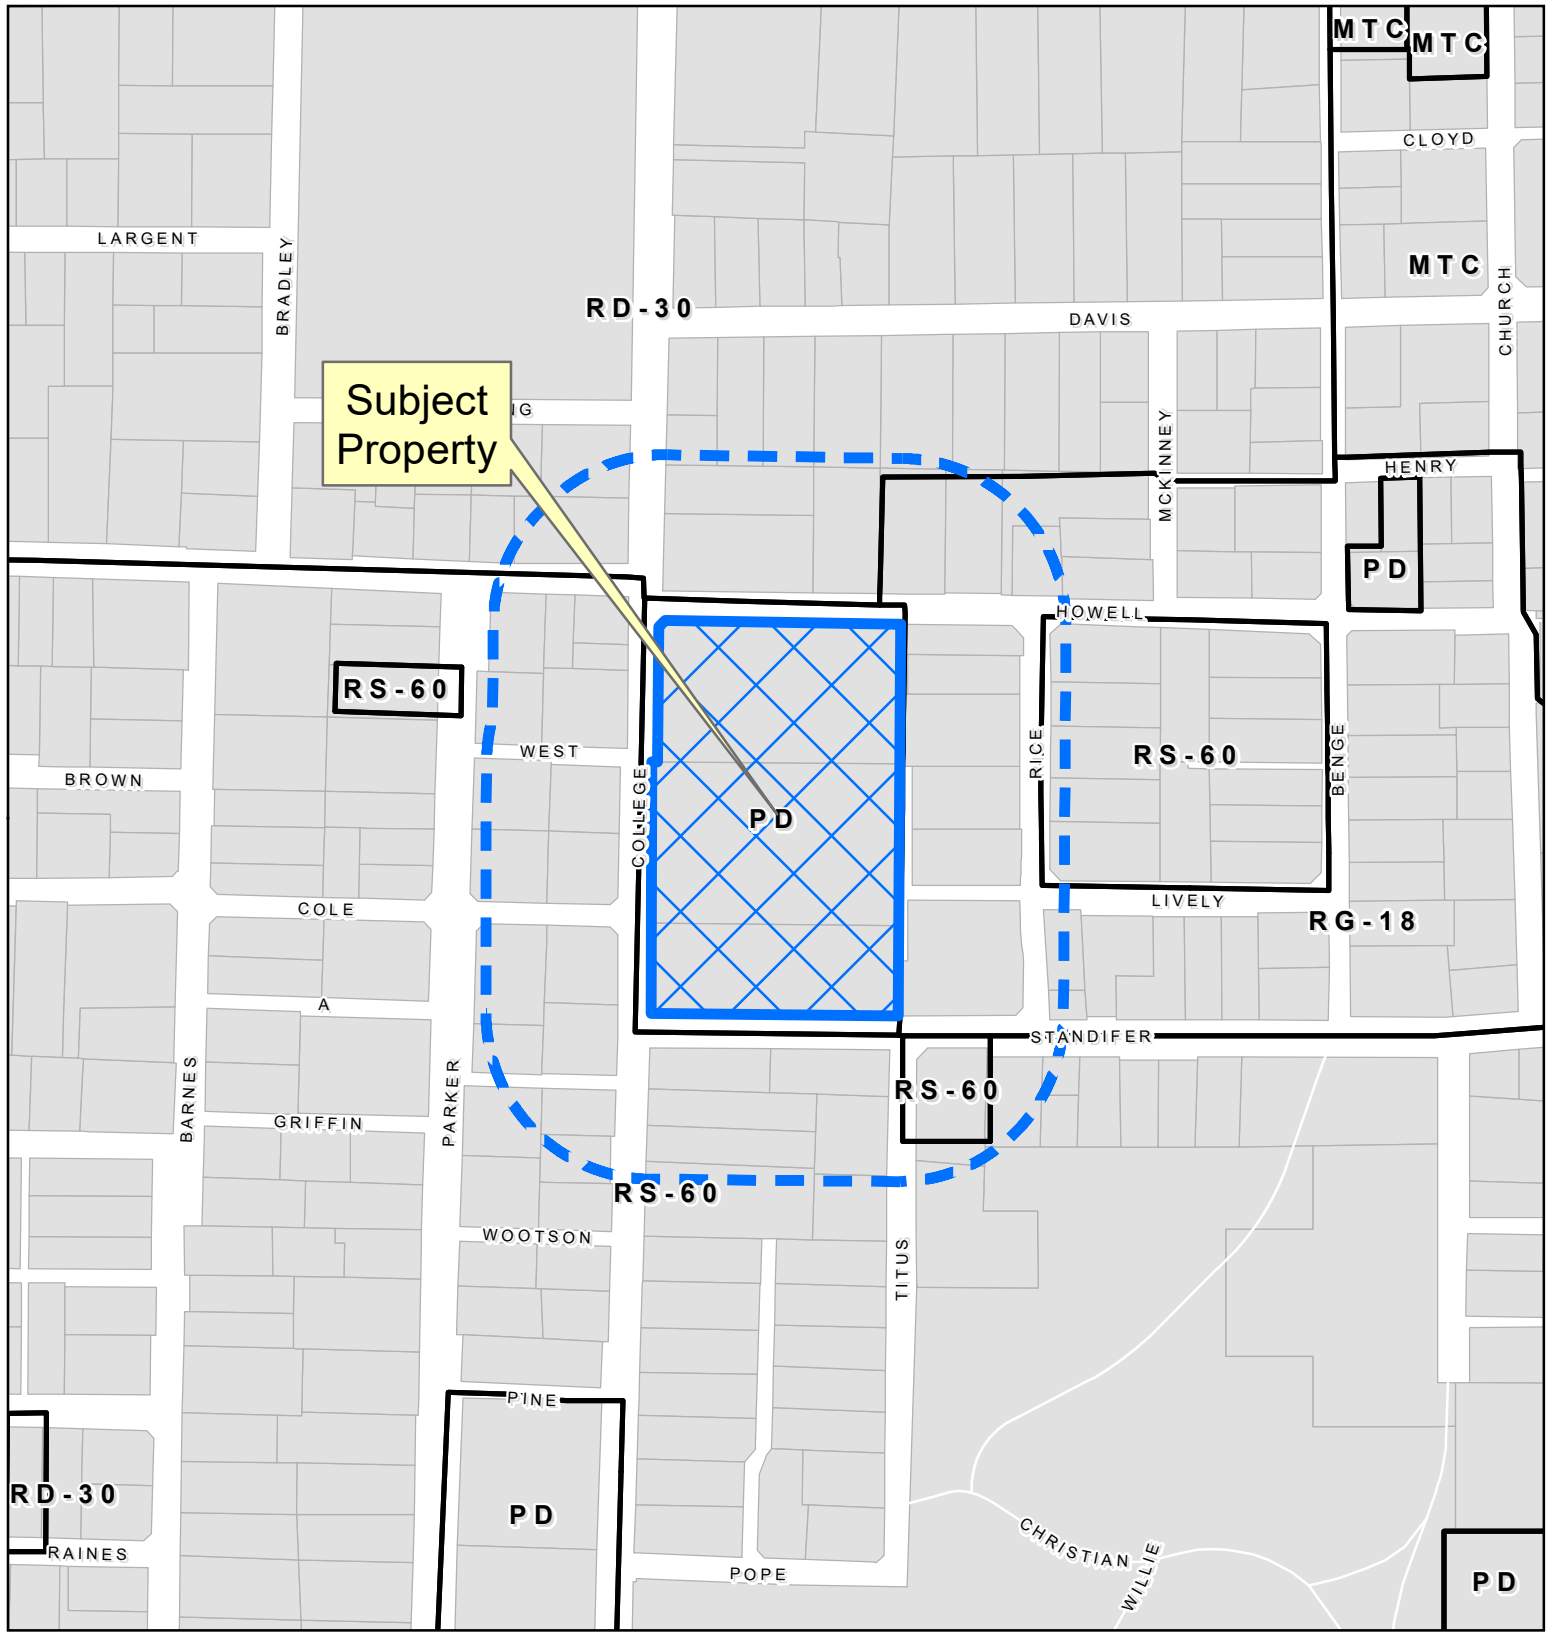 MTC
MTC
CLOYD
LARGENT
BRADLEY
MTC
CHURCH
RD-30
DAVIS
Subject
Property
NG
MCKINNEY
HENRY
PD
HOWELL
RS-60
WEST
RICE
RS-60
BENGE
BROWN
COLLEGE
PD
COLE
LIVELY
RG-18
A
STANDIFER
BARNES
PARKER
RS-60
GRIFFIN
RS-60
WOOTSON
TITUS
PINE
RD-30
PD
CHRISTIAN
RAINES
WILLIE
POPE
PD